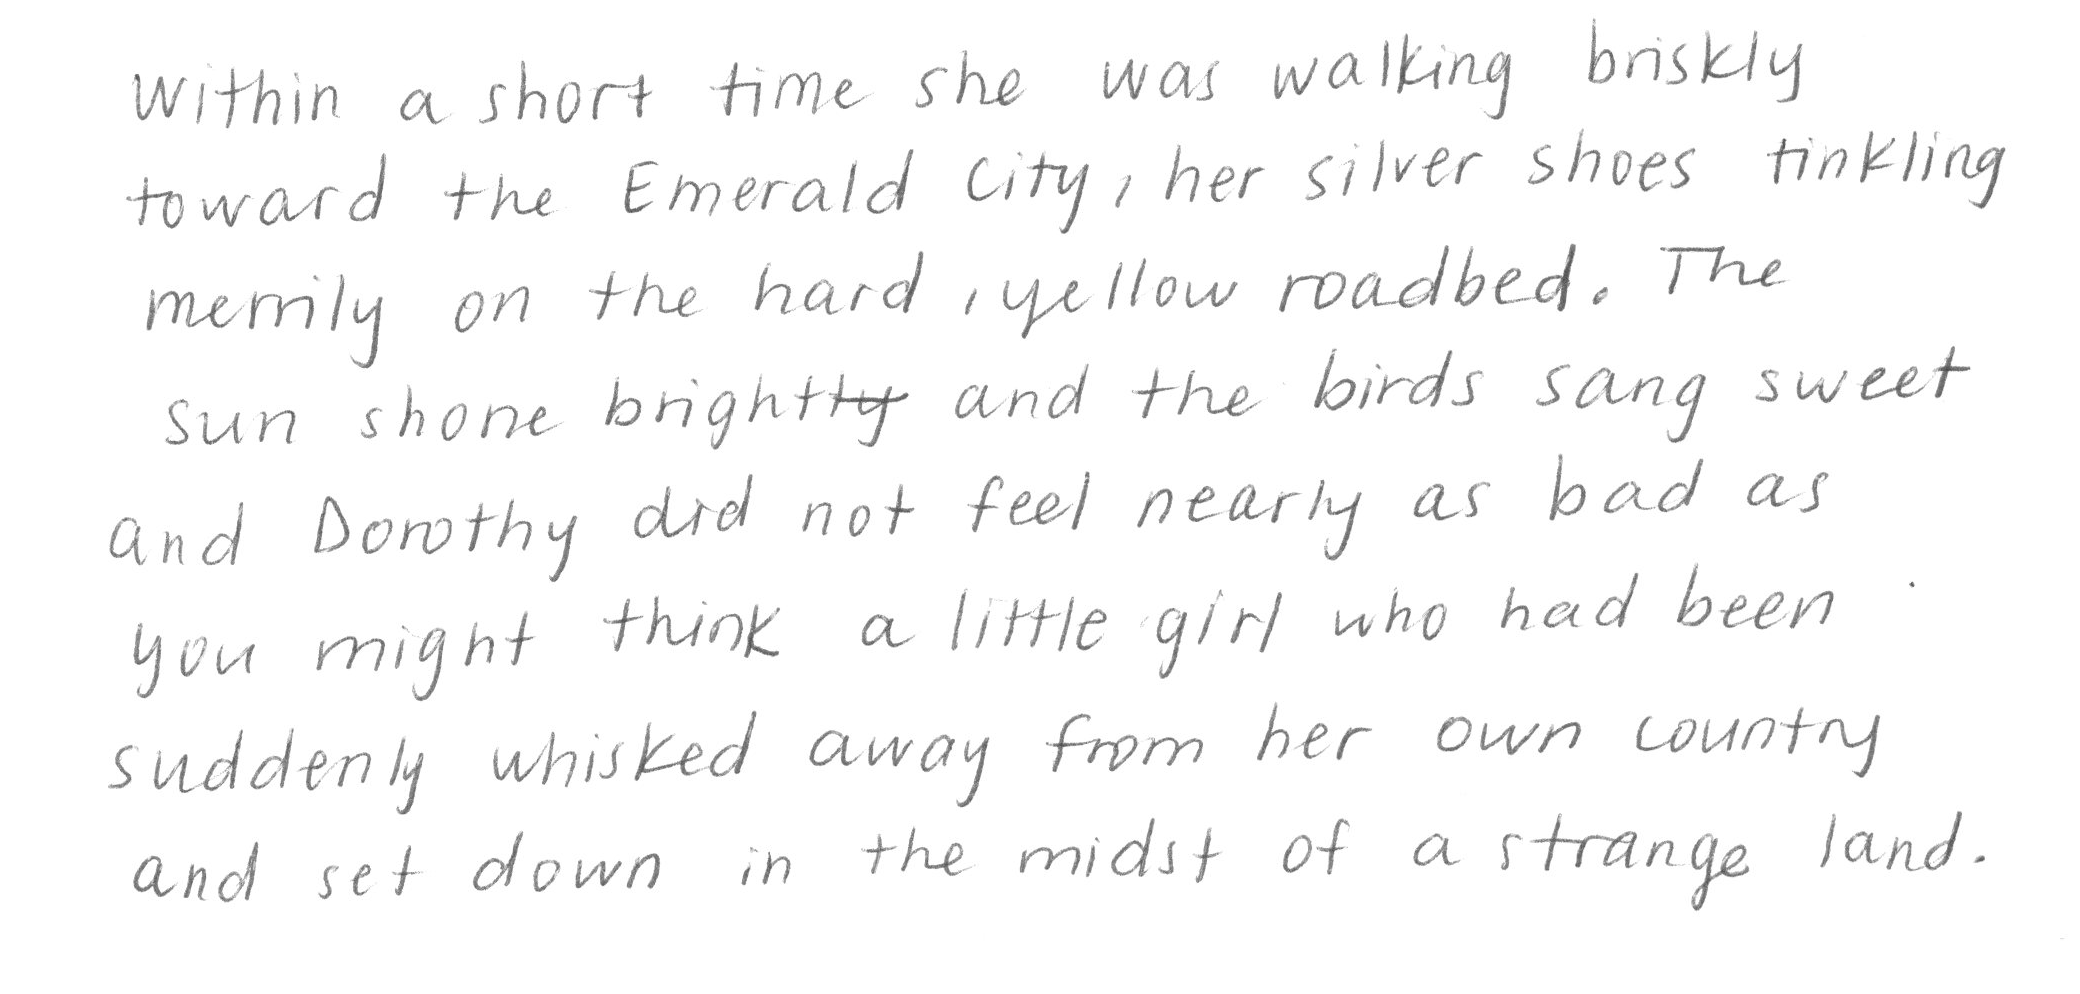 Within a short time she was walking briskly
toward the Emerald City, her silver shoes tinkling
merrily on the hard, yellow roadbed. The
sun shone bright and the birds sang sweet
and Dorothy did not feel nearly as bad as
you might think a little girl who had been
suddenly whisked away from her own country
and set down in the midst of a strange land.